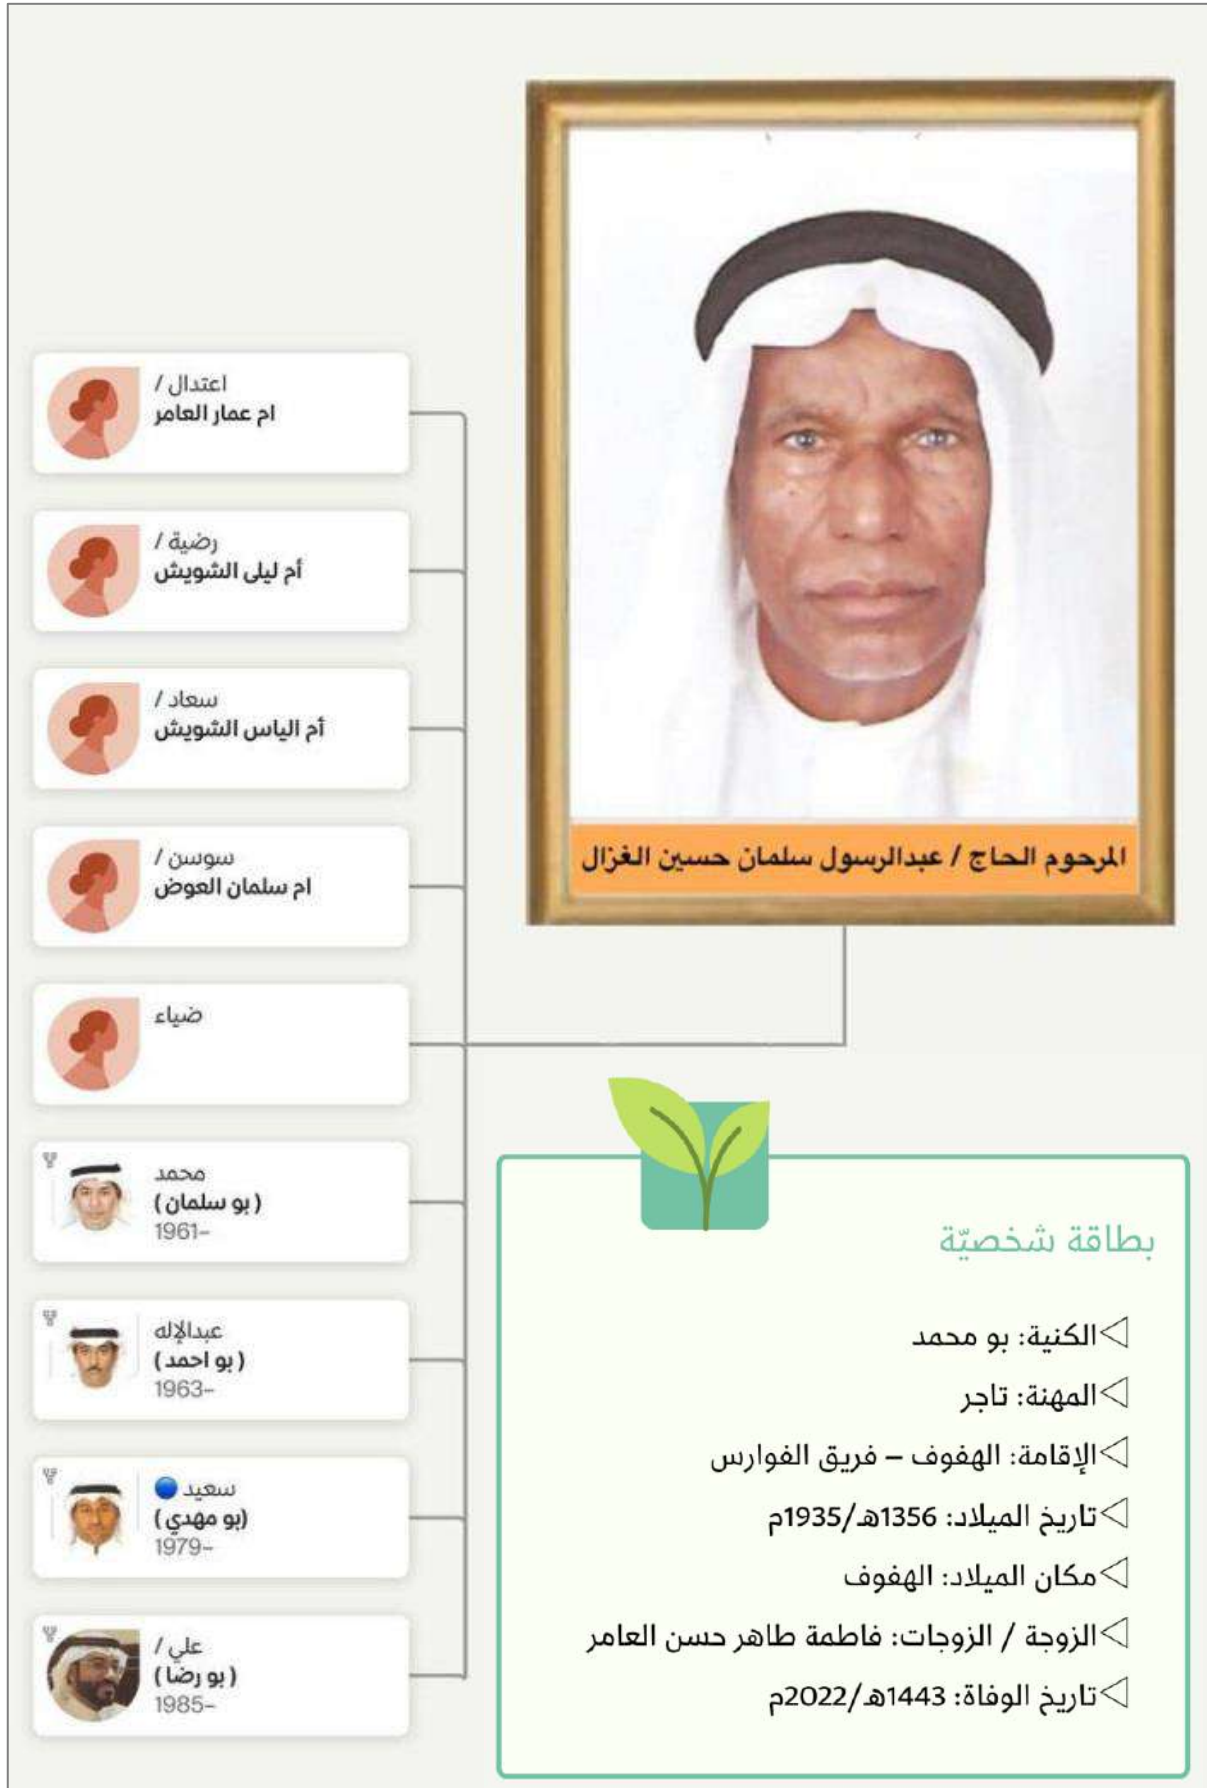 المرحوم الحاج / عبدالرسول سلمان حسين الغزال
اعتدال /
ام عمار العامر
رضية /
أم ليلى الشويش
سعاد /
أم الياس الشويش
سوسن /
ام سلمان العوض
ضياء
محمد
(بو سلمان)
1961–
عبدالإله
(بو احمد)
1963–
سعيد
(بو مهدي)
1979–
علي /
(بو رضا)
1985–
بطاقة شخصيّة
الكنية: بو محمد
المهنة: تاجر
الإقامة: الهفوف – فريق الفوارس
تاريخ الميلاد: 1356هـ/1935م
مكان الميلاد: الهفوف
الزوجة / الزوجات: فاطمة طاهر حسن العامر
تاريخ الوفاة: 1443هـ/2022م